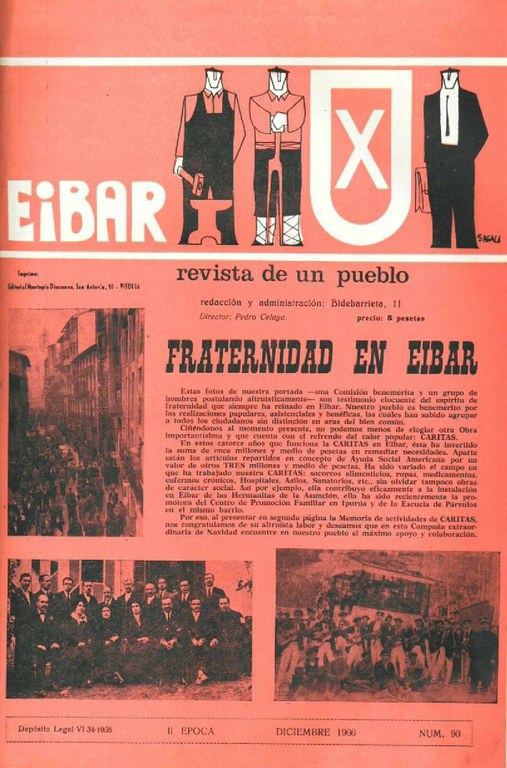 EiBAR
X
SAGALI
revista de un pueblo
Imprime:
Editorial Montepío Diocesano, San Antonio, 10 - VITORIA
redacción y administración: Bidebarrieta, 11
Director: Pedro Celaya.
precio: 5 pesetas
FRATERNIDAD EN EIBAR
Estas fotos de nuestra portada —una Comisión benemérita y un grupo de
hombres postulando altruísticamente— son testimonio elocuente del espíritu de
fraternidad que siempre ha reinado en Eibar. Nuestro pueblo es benemérito por
las realizaciones populares, asistenciales y benéficas, las cuales han sabido agrupar
a todos los ciudadanos sin distinción en aras del bien común.
Ciñéndonos al momento presente, no podemos menos de elogiar otra Obra
importantísima y que cuenta con el refrendo del calor popular: CARITAS.
En estos catorce años que funciona la CARITAS en Eibar, ésta ha invertido
la suma de once millones y medio de pesetas en remediar necesidades. Aparte
están los artículos repartidos en concepto de Ayuda Social Americana por un
valor de otros TRES millones y medio de pesetas. Ha sido variado el campo en
que ha trabajado nuestra CARITAS: socorros alimenticios, ropas, medicamentos,
enfermos crónicos, Hospitales, Asilos, Sanatorios, etc., sin olvidar tampoco obras
de carácter social. Así por ejemplo, ella contribuyó eficazmente a la instalación
en Eibar de las Hermanitas de la Asunción, ella ha sido recientemente la pro-
motora del Centro de Promoción Familiar en Ipurúa y de la Escuela de Párvulos
en el mismo barrio.
Por eso, al presentar en segunda página la Memoria de actividades de CARITAS,
nos congratulamos de su altruista labor y deseamos que en esta Campaña extraor-
dinaria de Navidad encuentre en nuestro pueblo el máximo apoyo y colaboración.
Depósito Legal VI 34-1958
II EPOCA
DICIEMBRE 1966
NUM. 90